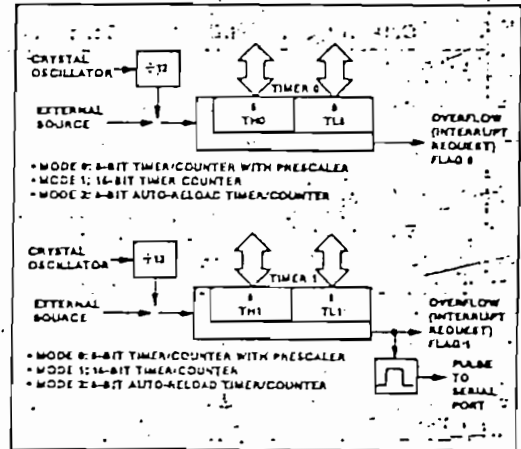 CRYSTAL
OSCILLATOR
÷12
EXTERNAL
SOURCE
TIMER 0
8
TH0
8
TL0
OVERFLOW
(INTERRUPT
REQUEST)
FLAG 0
• MODE 0: 8-BIT TIMER/COUNTER WITH PRESCALER
• MODE 1: 16-BIT TIMER COUNTER
• MODE 2: 8-BIT AUTO-RELOAD TIMER/COUNTER
CRYSTAL
OSCILLATOR
÷12
EXTERNAL
SOURCE
TIMER 1
8
TH1
8
TL1
OVERFLOW
(INTERRUPT
REQUEST)
FLAG 1
PULSE
TO
SERIAL
PORT
• MODE 0: 8-BIT TIMER/COUNTER WITH PRESCALER
• MODE 1: 16-BIT TIMER/COUNTER
• MODE 2: 8-BIT AUTO-RELOAD TIMER/COUNTER